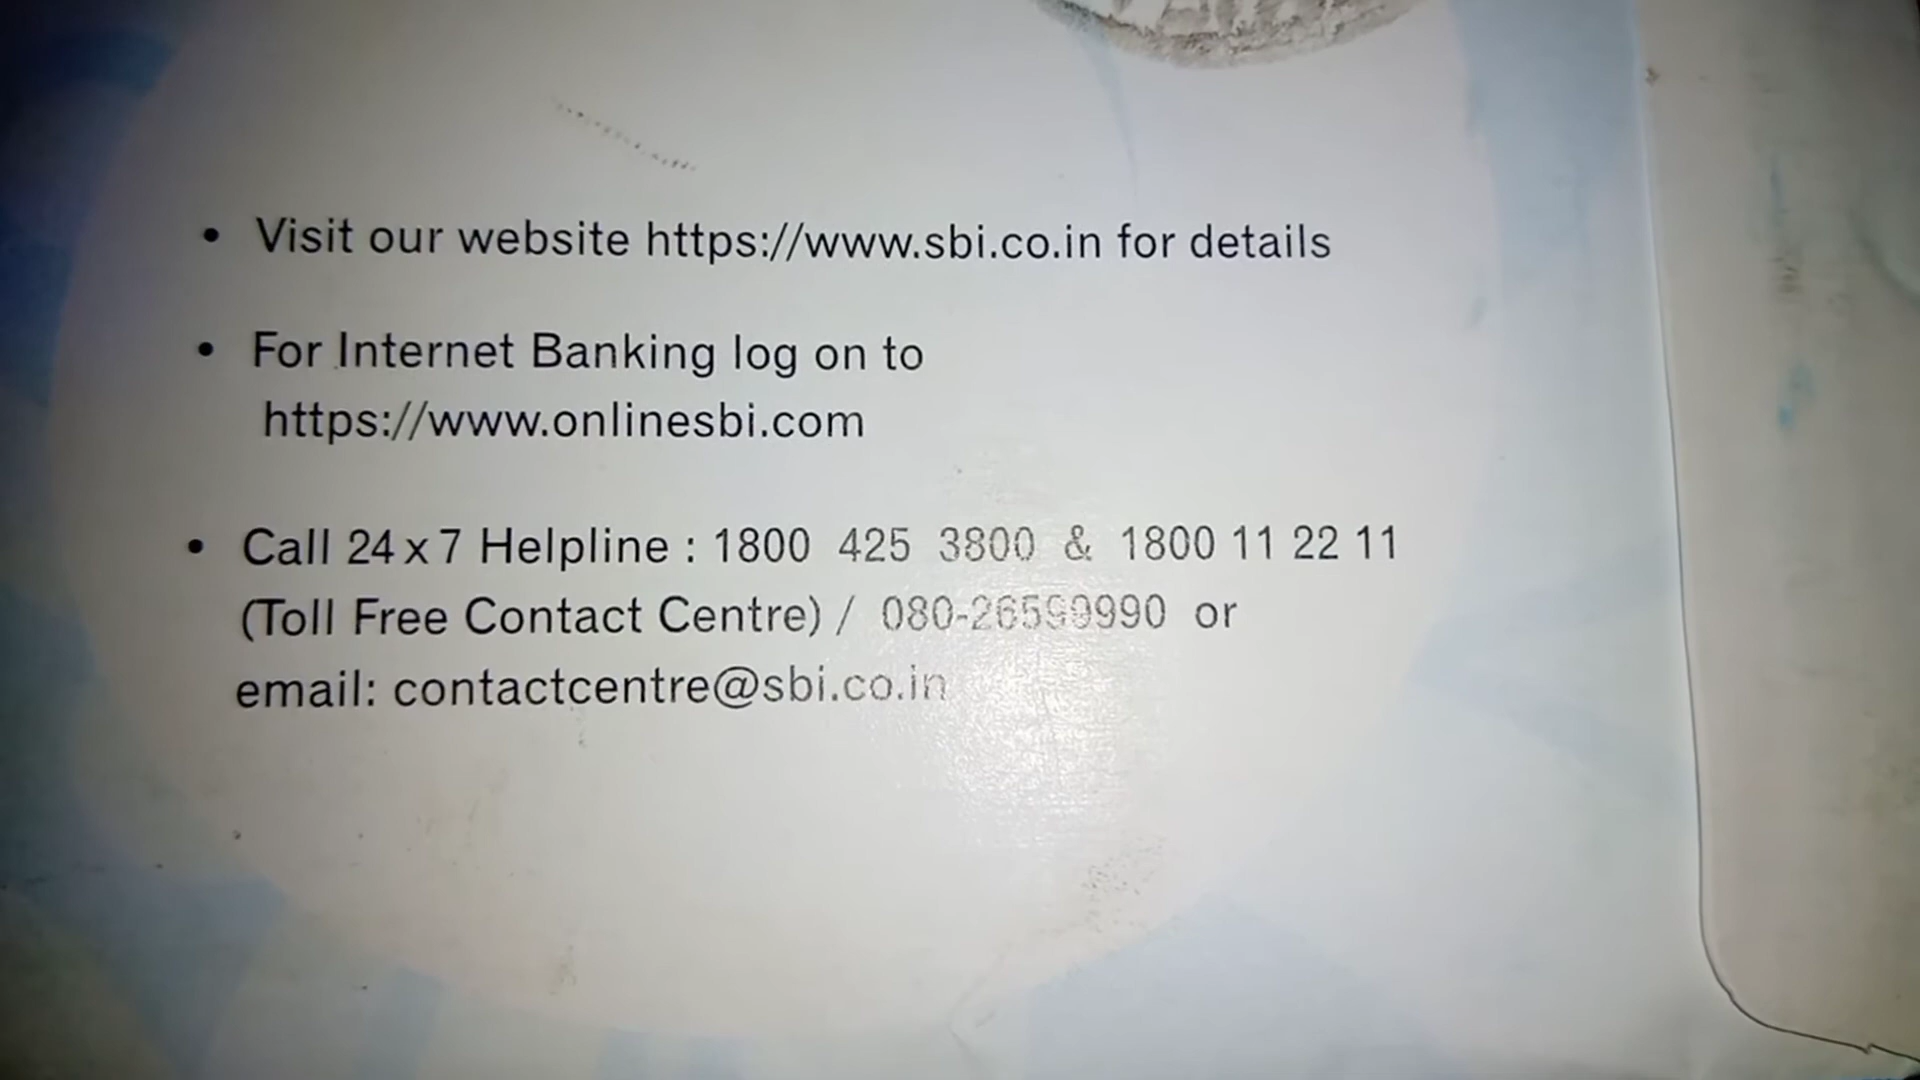 • Visit our website https://www.sbi.co.in for details
• For Internet Banking log on to
https://www.onlinesbi.com
• Call 24x7 Helpline : 1800 425 3800 & 1800 11 22 11
(Toll Free Contact Centre) / 080-26599990 or
email: contactcentre@sbi.co.in